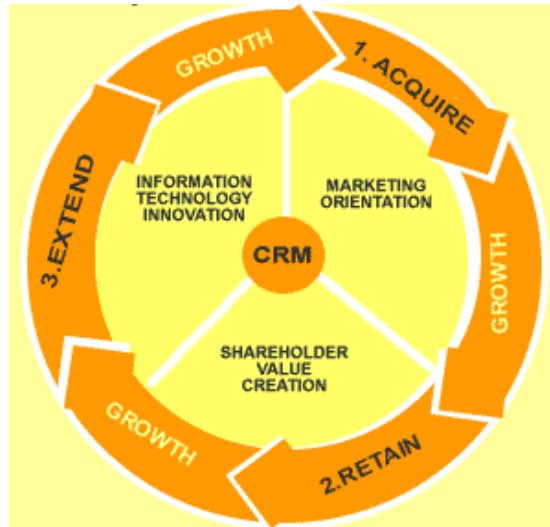 GROWTH
1. ACQUIRE
INFORMATION
TECHNOLOGY
INNOVATION
MARKETING
ORIENTATION
3.EXTEND
CRM
GROWTH
SHAREHOLDER
VALUE
CREATION
GROWTH
2.RETAIN